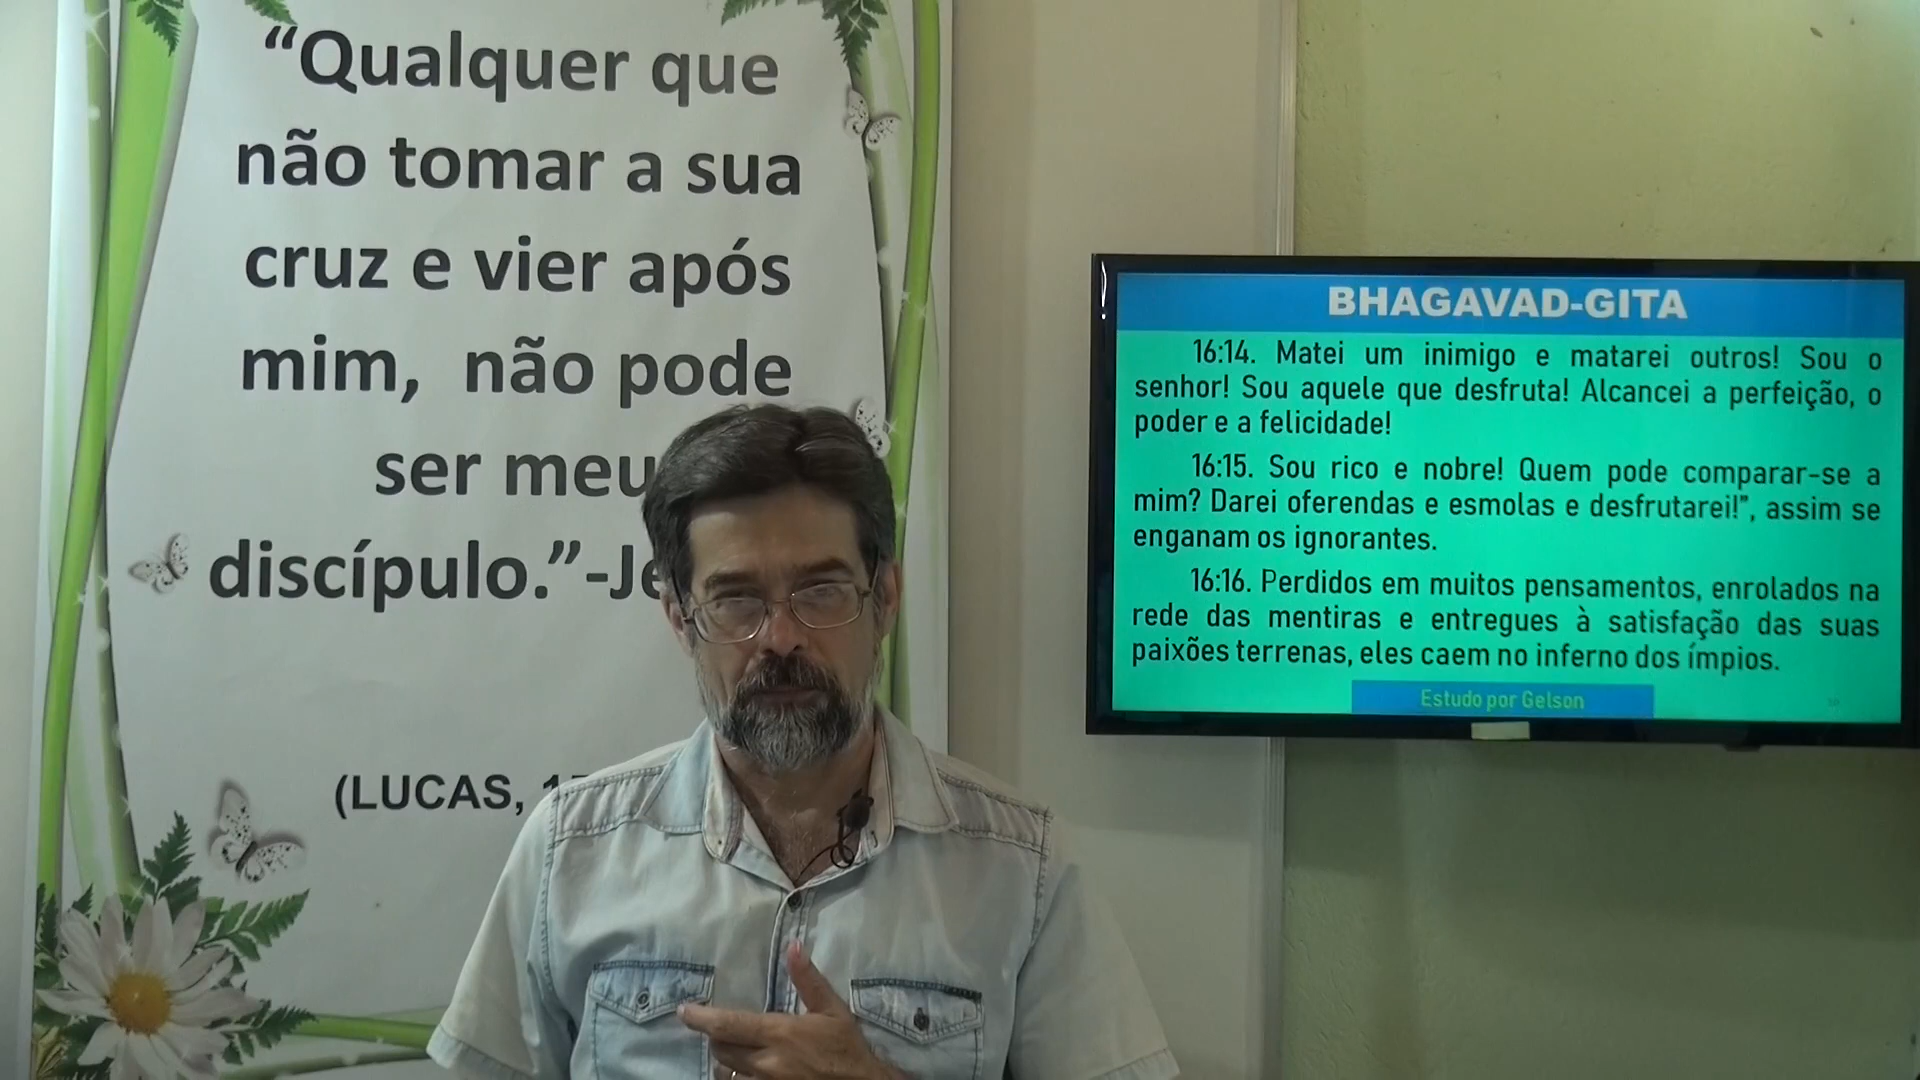 “Qualquer que
não tomar a sua
cruz e vier após
mim, não pode
ser meu
discípulo.”-Je
(LUCAS, 1
BHAGAVAD-GITA
16:14. Matei um inimigo e matarei outros! Sou o
senhor! Sou aquele que desfruta! Alcancei a perfeição, o
poder e a felicidade!
16:15. Sou rico e nobre! Quem pode comparar-se a
mim? Darei oferendas e esmolas e desfrutarei!”, assim se
enganam os ignorantes.
16:16. Perdidos em muitos pensamentos, enrolados na
rede das mentiras e entregues à satisfação das suas
paixões terrenas, eles caem no inferno dos ímpios.
Estudo por Gelson